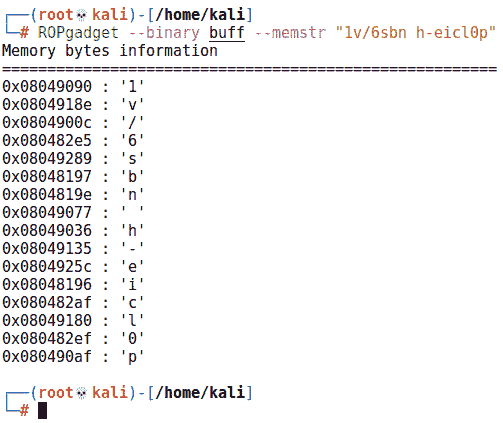 ┌──(root💀kali)-[/home/kali]
└─# ROPgadget --binary buff --memstr "1v/6sbn h-eicl0p"
Memory bytes information
=======================================================
0x08049090 : '1'
0x0804918e : 'v'
0x0804900c : '/'
0x080482e5 : '6'
0x08049289 : 's'
0x08048197 : 'b'
0x0804819e : 'n'
0x08049077 : ' '
0x08049036 : 'h'
0x08049135 : '-'
0x0804925c : 'e'
0x08048196 : 'i'
0x080482af : 'c'
0x08049180 : 'l'
0x080482ef : '0'
0x080490af : 'p'
┌──(root💀kali)-[/home/kali]
└─#